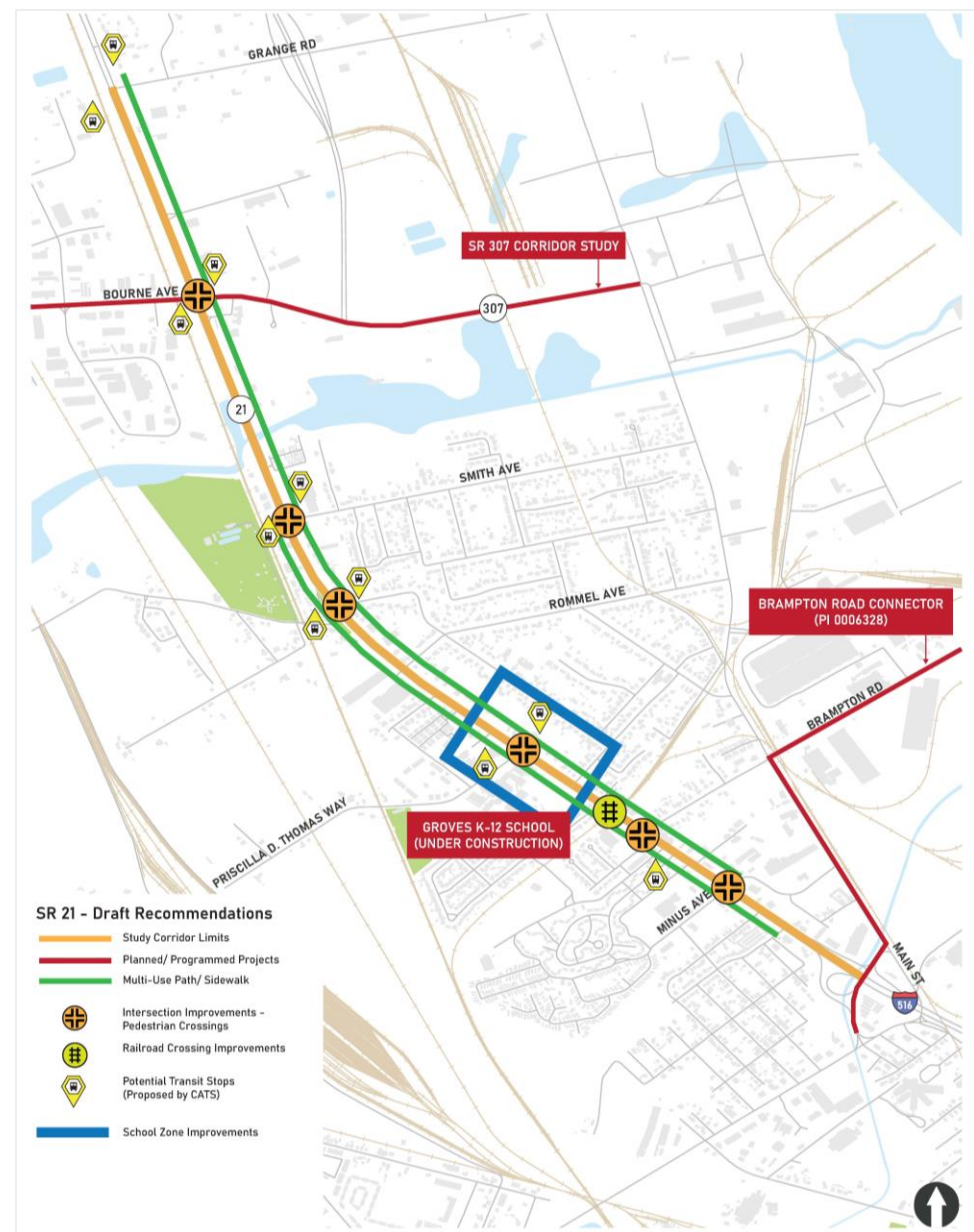 GRANGE RD
SR 307 CORRIDOR STUDY
BOURNE AVE
307
21
SMITH AVE
ROMMEL AVE
BRAMPTON ROAD CONNECTOR
(PI 0006328)
BRAMPTON RD
GROVES K-12 SCHOOL
(UNDER CONSTRUCTION)
PRISCILLA D. THOMAS WAY
MINUS AVE
MAIN ST
516
SR 21 - Draft Recommendations
Study Corridor Limits
Planned/ Programmed Projects
Multi-Use Path/ Sidewalk
Intersection Improvements -
Pedestrian Crossings
Railroad Crossing Improvements
Potential Transit Stops
(Proposed by CATS)
School Zone Improvements